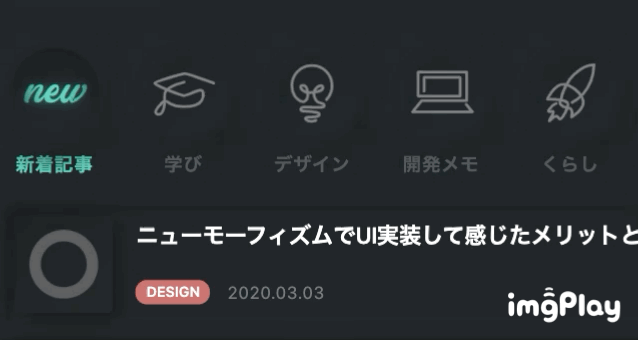 new
新着記事
学び
デザイン
開発メモ
くらし
ニューモーフィズムでUI実装して感じたメリットと
DESIGN
2020.03.03
imgPlay